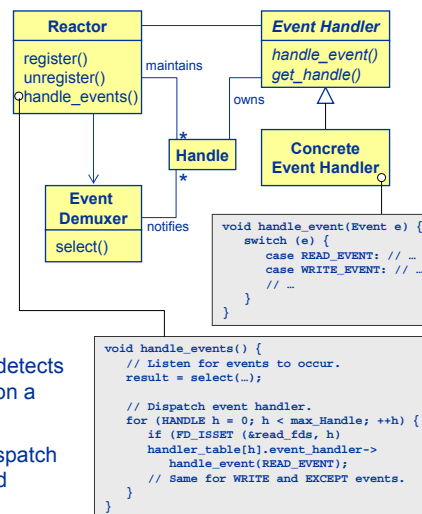 Reactor
register()
unregister()
handle_events()
maintains
*
Event Handler
handle_event()
get_handle()
owns
Handle
*
Concrete
Event Handler
Event
Demuxer
select()
notifies
void handle_event(Event e) {
switch (e) {
case READ_EVENT: // …
case WRITE_EVENT: // …
// …
}
}
detects
on a
spatch
d
void handle_events() {
// Listen for events to occur.
result = select(…);
// Dispatch event handler.
for (HANDLE h = 0; h < max_Handle; ++h) {
if (FD_ISSET (&read_fds, h)
handler_table[h].event_handler->
handle_event(READ_EVENT);
// Same for WRITE and EXCEPT events.
}
}